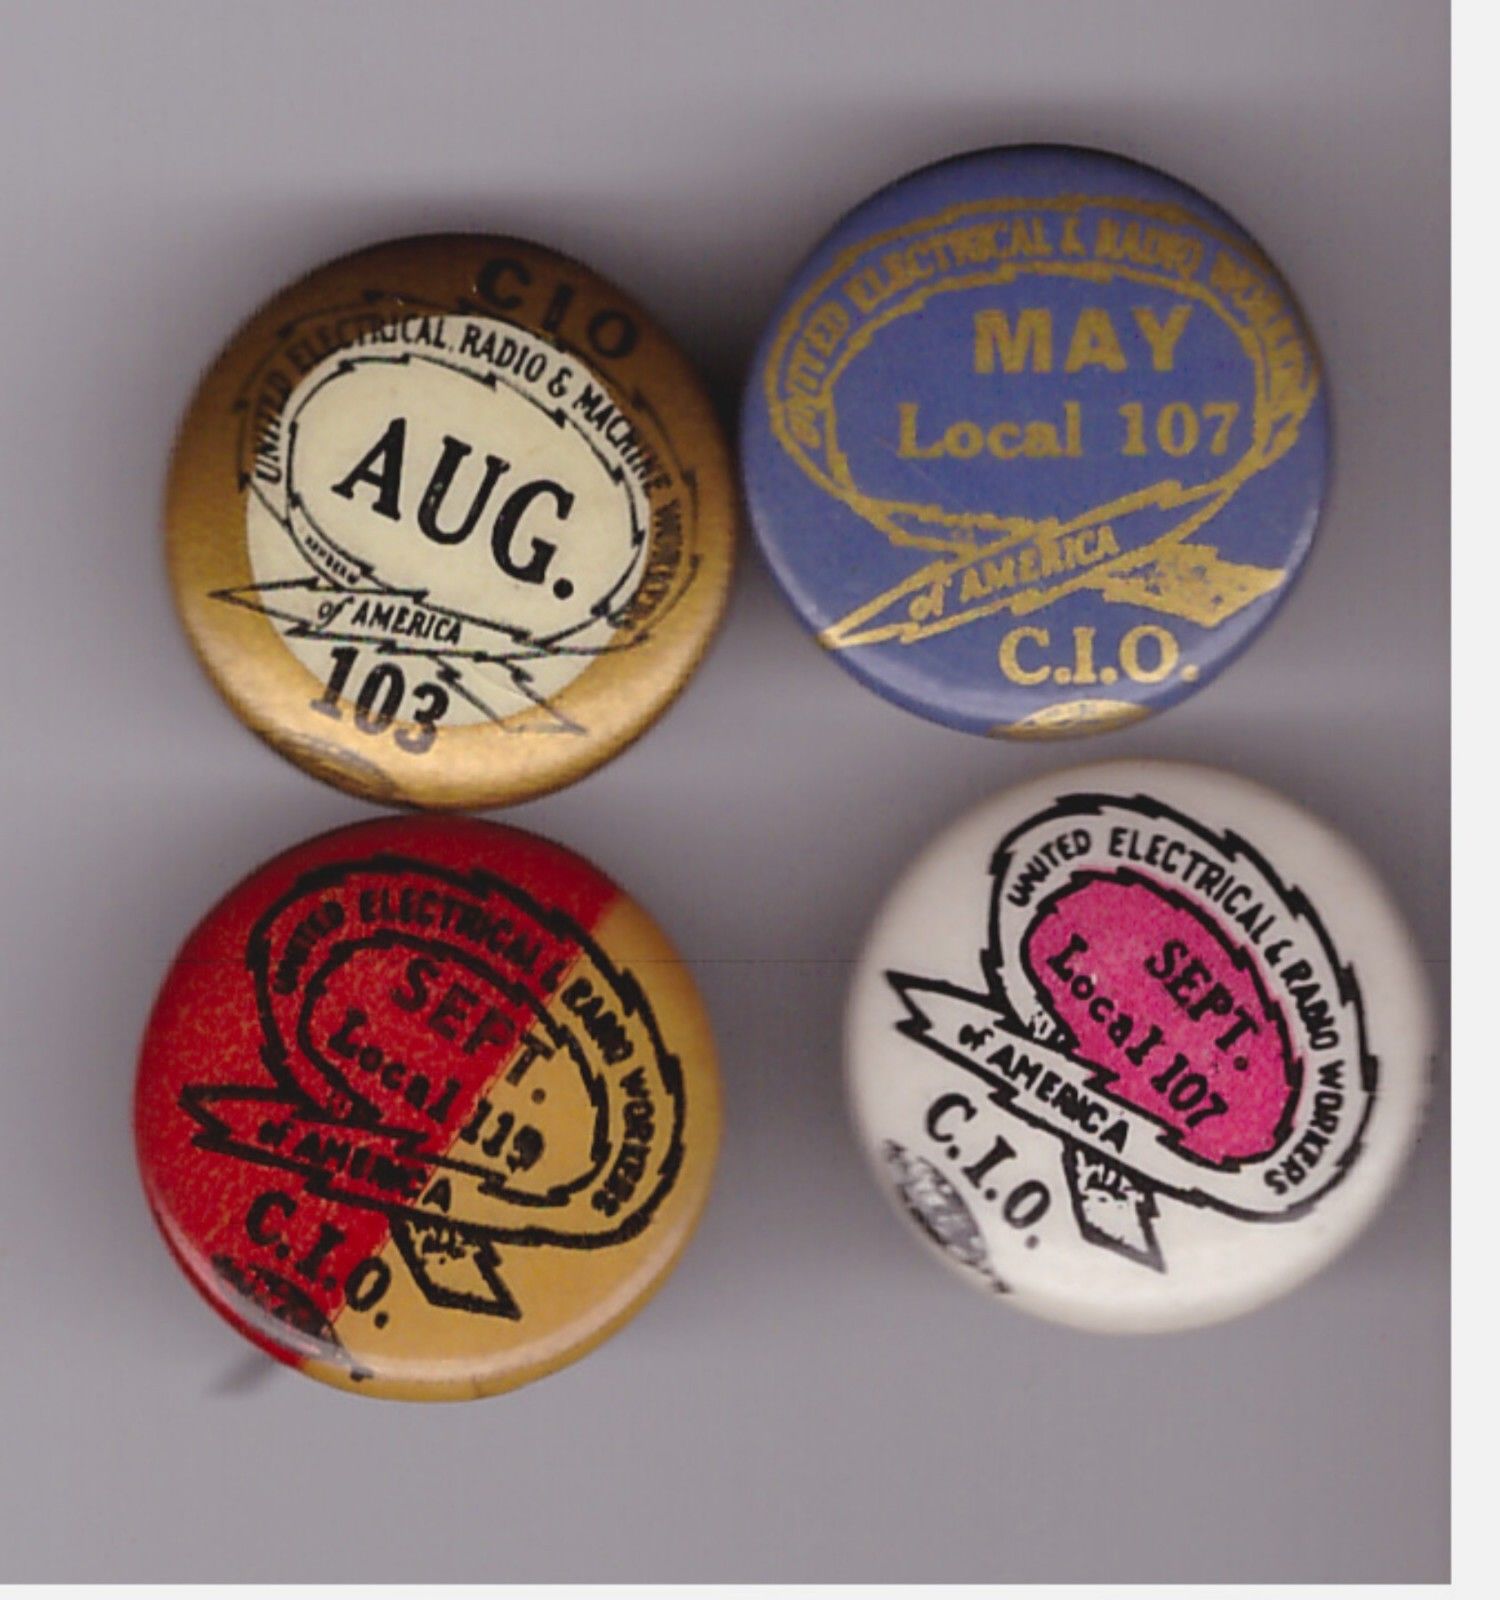 CIO
UNITED ELECTRICAL, RADIO & MACHINE WORKERS
AUG.
of AMERICA
103
UNITED ELECTRICAL & RADIO WORKERS
MAY
Local 107
of AMERICA
C.I.O.
UNITED ELECTRICAL & RADIO WORKERS
SEPT.
Local 119
of AMERICA
C.I.O.
UNITED ELECTRICAL & RADIO WORKERS
SEPT.
Local 107
of AMERICA
C.I.O.